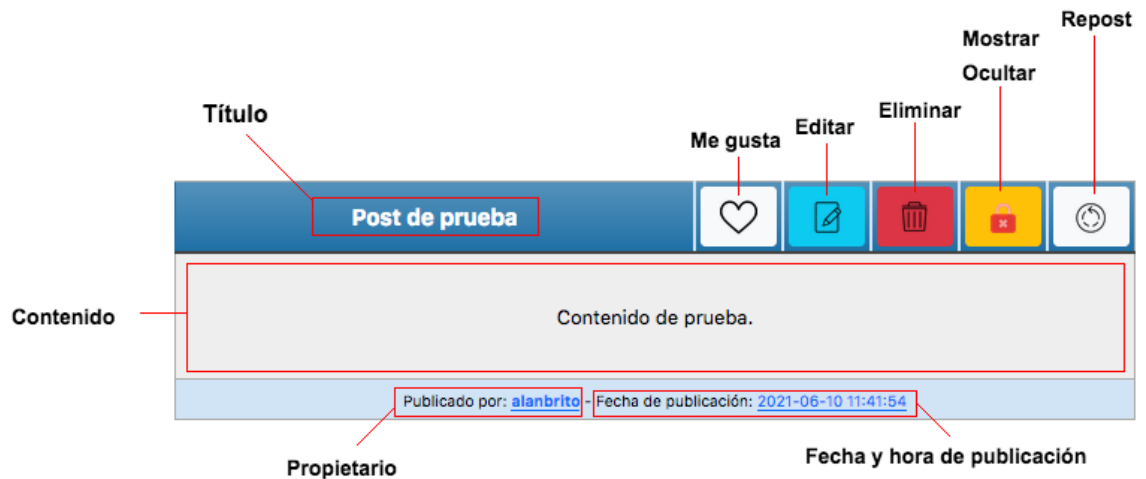 Repost
Mostrar
Ocultar
Eliminar
Título
Editar
Me gusta
Post de prueba
Contenido
Contenido de prueba.
Publicado por: alanbrito - Fecha de publicación: 2021-06-10 11:41:54
Fecha y hora de publicación
Propietario